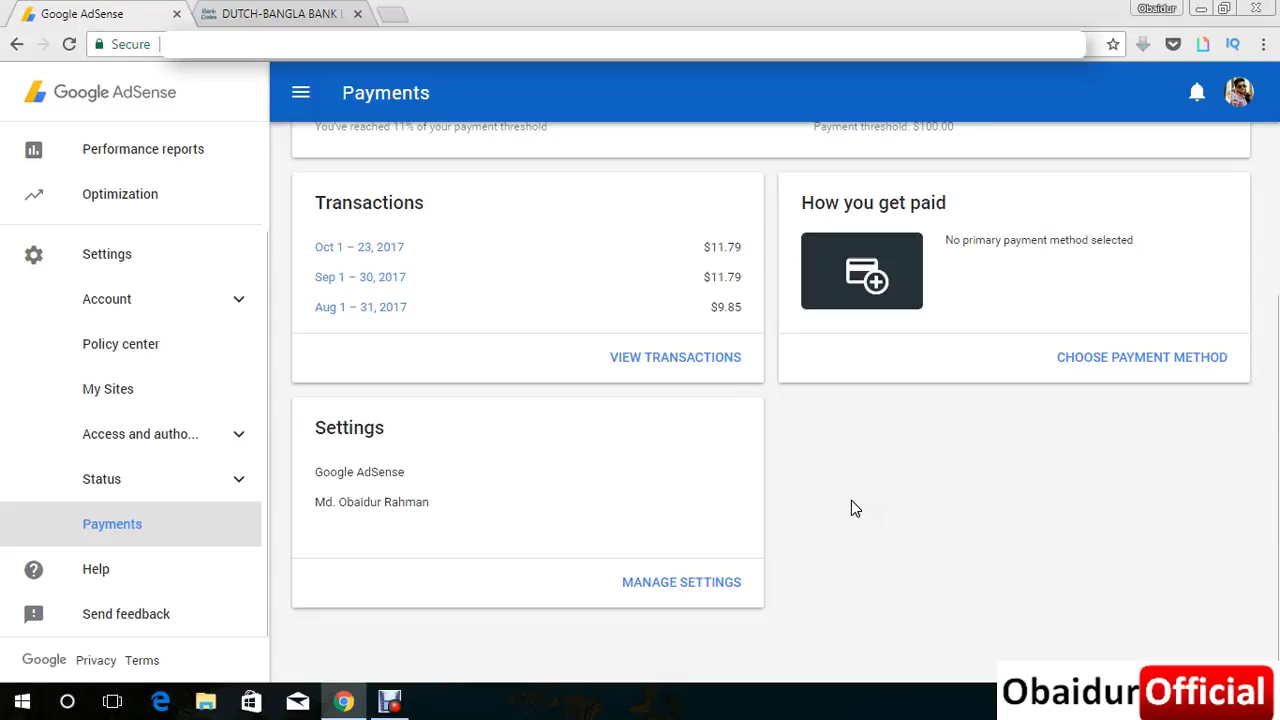 Google AdSense
DUTCH-BANGLA BANK L
Obaidur
Secure
IQ
Google AdSense
Payments
Performance reports
Optimization
Settings
Account
Policy center
My Sites
Access and autho...
Status
Payments
Help
Send feedback
Google Privacy Terms
You've reached 11% of your payment threshold
Payment threshold: $100.00
Transactions
Oct 1 – 23, 2017 $11.79
Sep 1 – 30, 2017 $11.79
Aug 1 – 31, 2017 $9.85
VIEW TRANSACTIONS
How you get paid
No primary payment method selected
CHOOSE PAYMENT METHOD
Settings
Google AdSense
Md. Obaidur Rahman
MANAGE SETTINGS
Obaidur Official